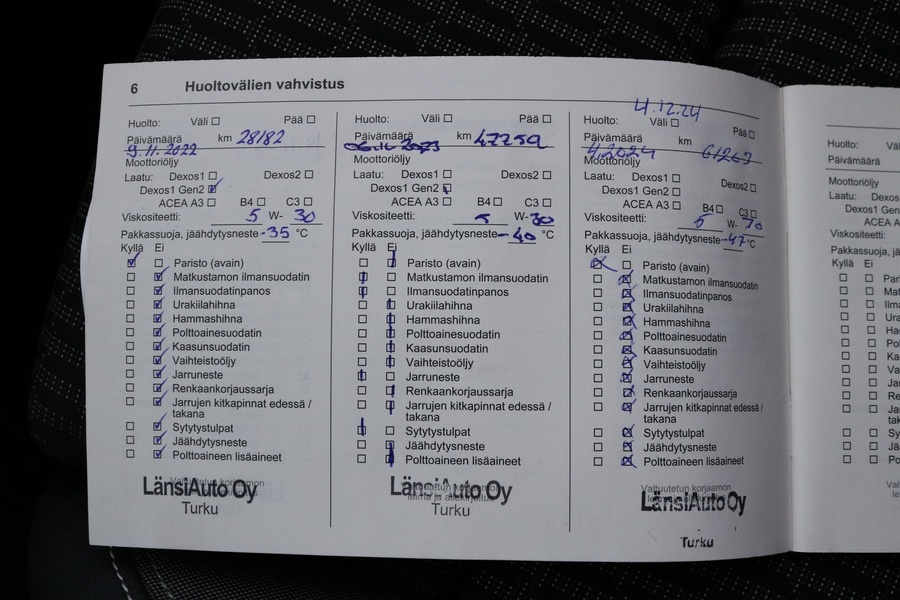 6 Huoltovälien vahvistus
Huolto: Väli Pää
Päivämäärä km 28182
9.11.2022
Moottoriöljy
Laatu: Dexos1 Dexos2
Dexos1 Gen2
ACEA A3 B4 C3
Viskositeetti: 5 W- 30
Pakkassuoja, jäähdytysneste -35 °C
Kyllä Ei
Paristo (avain)
Matkustamon ilmansuodatin
Ilmansuodatinpanos
Urakiilahihna
Hammashihna
Polttoainesuodatin
Kaasunsuodatin
Vaihteistoöljy
Jarruneste
Renkaankorjaussarja
Jarrujen kitkapinnat edessä /
takana
Sytytystulpat
Jäähdytysneste
Polttoaineen lisäaineet
LänsiAuto Oy
Turku
Huolto: Väli Pää
Päivämäärä km 47750
Moottoriöljy
Laatu: Dexos1 Dexos2
Dexos1 Gen2
ACEA A3 B4 C3
Viskositeetti: 5 W-30
Pakkassuoja, jäähdytysneste -40 °C
Kyllä Ei
Paristo (avain)
Matkustamon ilmansuodatin
Ilmansuodatinpanos
Urakiilahihna
Hammashihna
Polttoainesuodatin
Kaasunsuodatin
Vaihteistoöljy
Jarruneste
Renkaankorjaussarja
Jarrujen kitkapinnat edessä /
takana
Sytytystulpat
Jäähdytysneste
Polttoaineen lisäaineet
LänsiAuto Oy
Turku
4.12.24
Huolto: Väli Pää
Päivämäärä km 61267
Moottoriöljy
Laatu: Dexos1 Dexos2
Dexos1 Gen2
ACEA A3 B4 C3
Viskositeetti: 5 W-
Pakkassuoja, jäähdytysneste -47 °C
Kyllä Ei
Paristo (avain)
Matkustamon ilmansuodatin
Ilmansuodatinpanos
Urakiilahihna
Hammashihna
Polttoainesuodatin
Kaasunsuodatin
Vaihteistoöljy
Jarruneste
Renkaankorjaussarja
Jarrujen kitkapinnat edessä /
takana
Sytytystulpat
Jäähdytysneste
Polttoaineen lisäaineet
Valtuutetun korjaamon
LänsiAuto Oy
Turku
Huolto:
Päivämäärä
Moottoriöljy
Laatu:
Viskositeetti:
Kyllä Ei